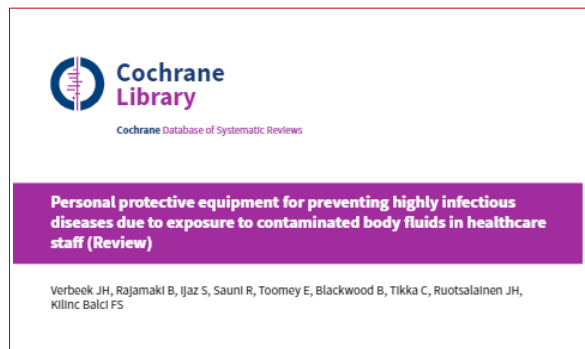 Cochrane
Library
Cochrane Database of Systematic Reviews
Personal protective equipment for preventing highly infectious
diseases due to exposure to contaminated body fluids in healthcare
staff (Review)
Verbeek JH, Rajamaki B, Ijaz S, Sauni R, Toomey E, Blackwood B, Tikka C, Ruotsalainen JH,
Kilinc Balci FS